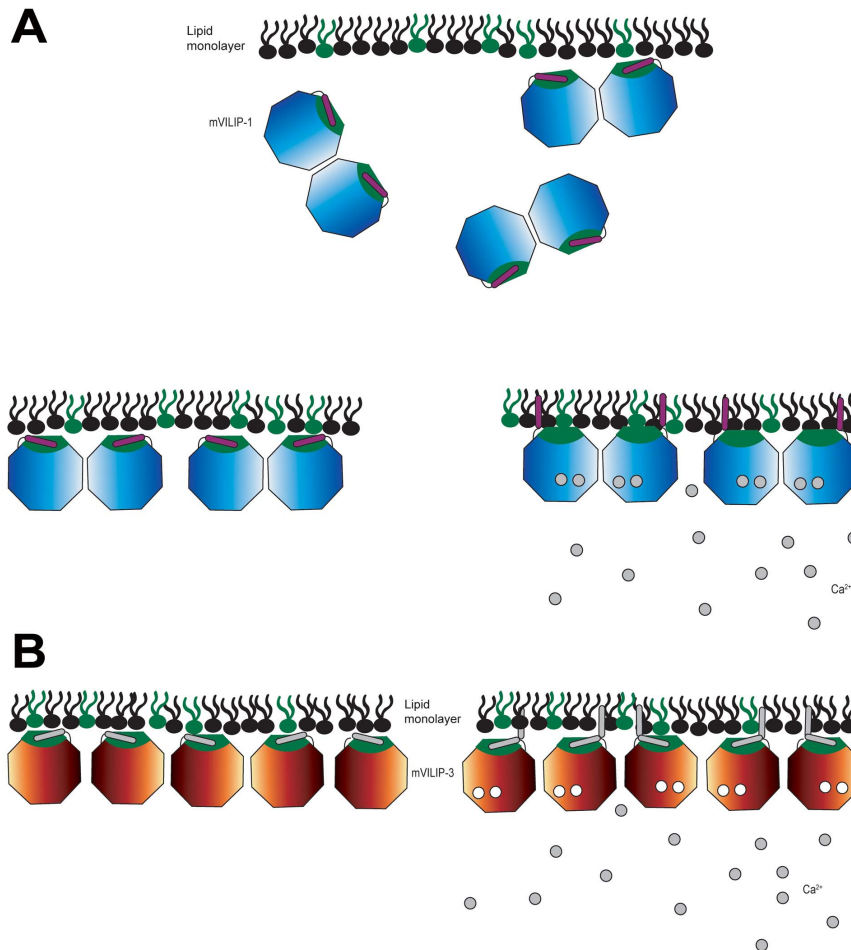 A
Lipid
monolayer
mVILIP-1
Ca²⁺
B
Lipid
monolayer
mVILIP-3
Ca²⁺